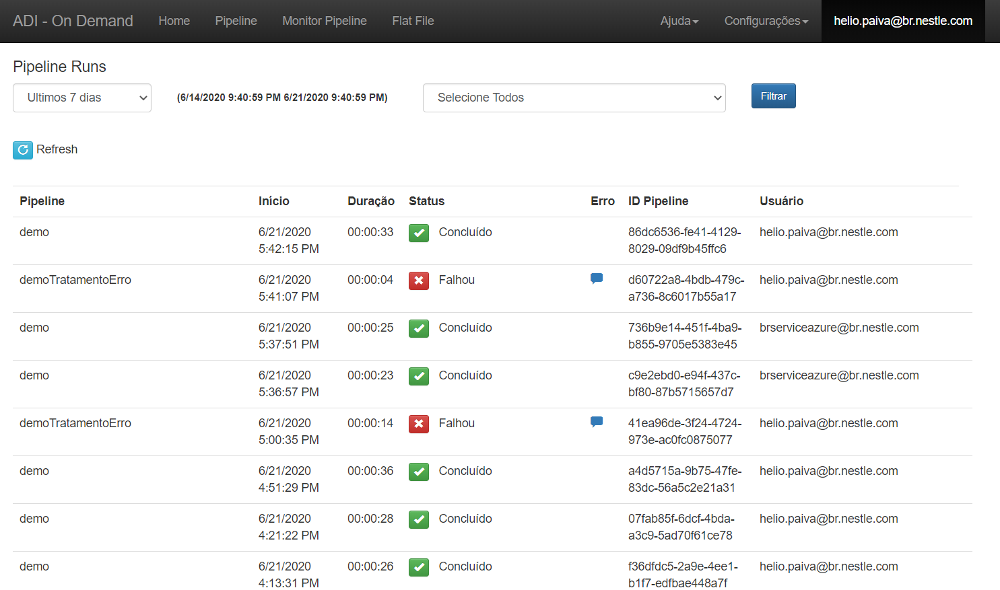 ADI - On Demand Home Pipeline Monitor Pipeline Flat File Ajuda Configurações helio.paiva@br.nestle.com
Pipeline Runs
Ultimos 7 dias (6/14/2020 9:40:59 PM 6/21/2020 9:40:59 PM) Selecione Todos Filtrar
Refresh
Pipeline Início Duração Status Erro ID Pipeline Usuário
demo 6/21/2020 00:00:33 Concluído 86dc6536-fe41-4129- helio.paiva@br.nestle.com
5:42:15 PM 8029-09df9b45ffc6
demoTratamentoErro 6/21/2020 00:00:04 Falhou d60722a8-4bdb-479c- helio.paiva@br.nestle.com
5:41:07 PM a736-8c6017b55a17
demo 6/21/2020 00:00:25 Concluído 736b9e14-451f-4ba9- brserviceazure@br.nestle.com
5:37:51 PM b855-9705e5383e45
demo 6/21/2020 00:00:23 Concluído c9e2ebd0-e94f-437c- brserviceazure@br.nestle.com
5:36:57 PM bf80-87b5715657d7
demoTratamentoErro 6/21/2020 00:00:14 Falhou 41ea96de-3f24-4724- helio.paiva@br.nestle.com
5:00:35 PM 973e-ac0fc0875077
demo 6/21/2020 00:00:36 Concluído a4d5715a-9b75-47fe- helio.paiva@br.nestle.com
4:51:29 PM 83dc-56a5c2e21a31
demo 6/21/2020 00:00:28 Concluído 07fab85f-6dcf-4bda- helio.paiva@br.nestle.com
4:21:22 PM a3c9-5ad70f61ce78
demo 6/21/2020 00:00:26 Concluído f36dfdc5-2a9e-4ee1- helio.paiva@br.nestle.com
4:13:31 PM b1f7-edfbae448a7f